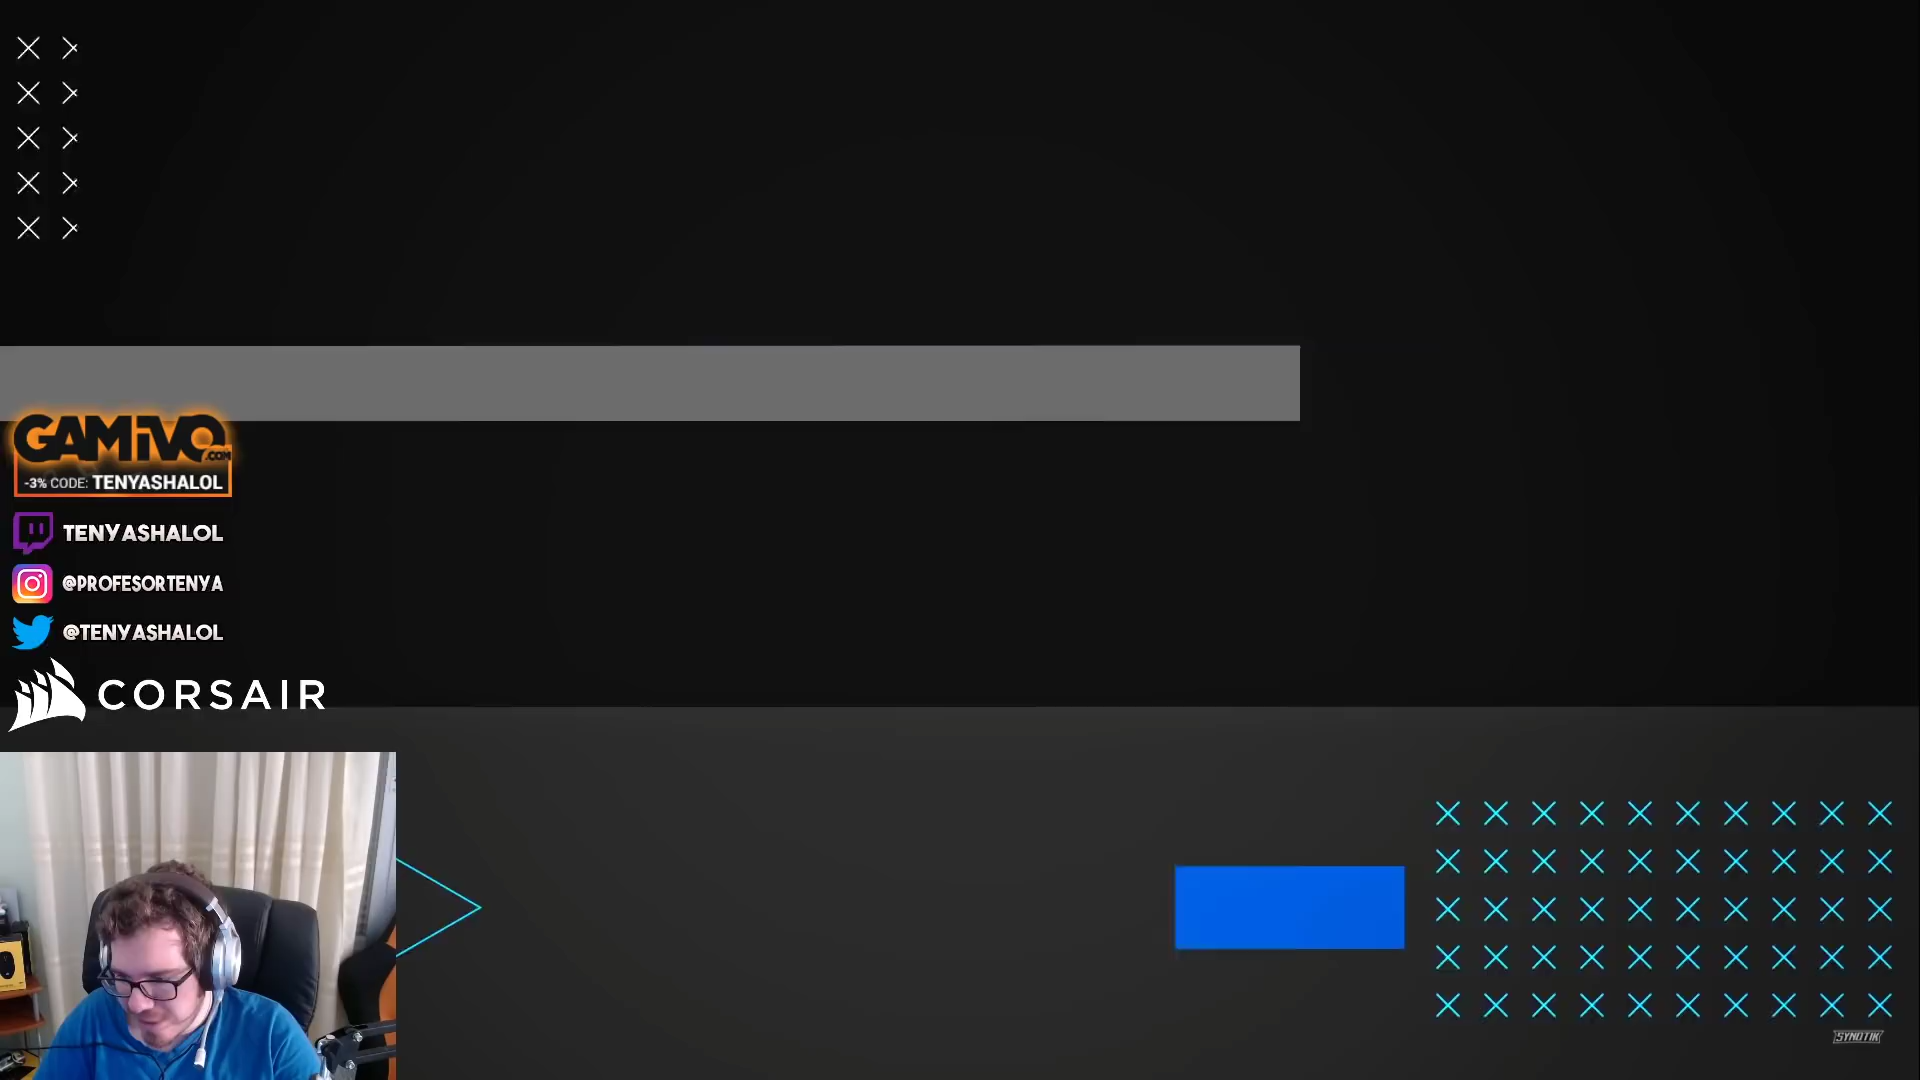 GAMiVO.COM
-3% CODE: TENYASHALOL
TENYASHALOL
@PROFESORTENYA
@TENYASHALOL
CORSAIR
SYNOTIK